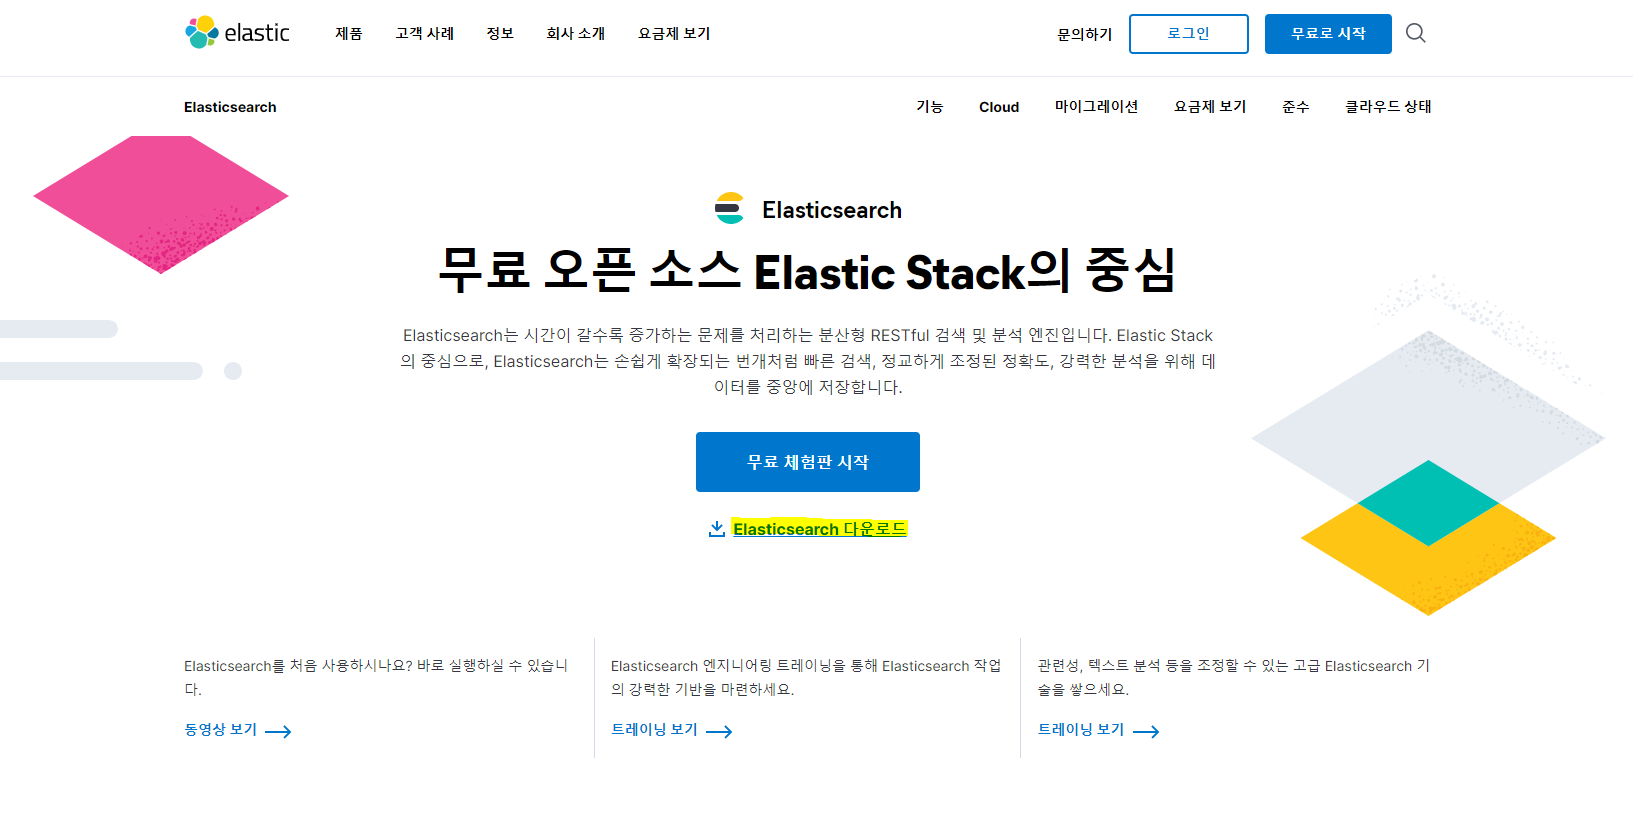 elastic 제품 고객 사례 정보 회사 소개 요금제 보기 문의하기 로그인 무료로 시작
Elasticsearch 기능 Cloud 마이그레이션 요금제 보기 준수 클라우드 상태
Elasticsearch
무료 오픈 소스 Elastic Stack의 중심
Elasticsearch는 시간이 갈수록 증가하는 문제를 처리하는 분산형 RESTful 검색 및 분석 엔진입니다. Elastic Stack
의 중심으로, Elasticsearch는 손쉽게 확장되는 번개처럼 빠른 검색, 정교하게 조정된 정확도, 강력한 분석을 위해 데
이터를 중앙에 저장합니다.
무료 체험판 시작
Elasticsearch 다운로드
Elasticsearch를 처음 사용하시나요? 바로 실행하실 수 있습니
다.
동영상 보기
Elasticsearch 엔지니어링 트레이닝을 통해 Elasticsearch 작업
의 강력한 기반을 마련하세요.
트레이닝 보기
관련성, 텍스트 분석 등을 조정할 수 있는 고급 Elasticsearch 기
술을 쌓으세요.
트레이닝 보기